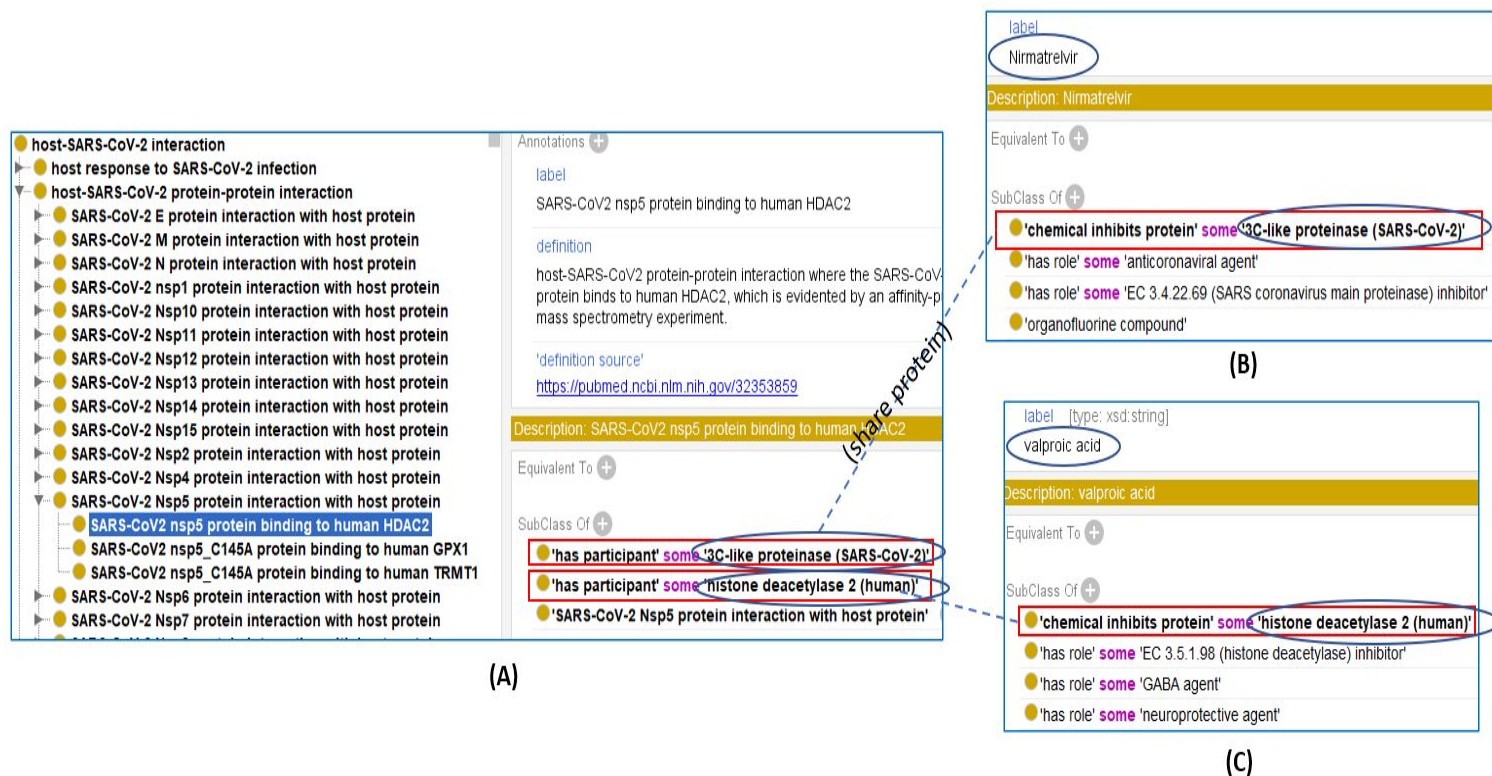 host-SARS-CoV-2 interaction
host response to SARS-CoV-2 infection
host-SARS-CoV-2 protein-protein interaction
SARS-CoV-2 E protein interaction with host protein
SARS-CoV-2 M protein interaction with host protein
SARS-CoV-2 N protein interaction with host protein
SARS-CoV-2 nsp1 protein interaction with host protein
SARS-CoV-2 Nsp10 protein interaction with host protein
SARS-CoV-2 Nsp11 protein interaction with host protein
SARS-CoV-2 Nsp12 protein interaction with host protein
SARS-CoV-2 Nsp13 protein interaction with host protein
SARS-CoV-2 Nsp14 protein interaction with host protein
SARS-CoV-2 Nsp15 protein interaction with host protein
SARS-CoV-2 Nsp2 protein interaction with host protein
SARS-CoV-2 Nsp4 protein interaction with host protein
SARS-CoV-2 Nsp5 protein interaction with host protein
SARS-CoV2 nsp5 protein binding to human HDAC2
SARS-CoV2 nsp5_C145A protein binding to human GPX1
SARS-CoV2 nsp5_C145A protein binding to human TRMT1
SARS-CoV-2 Nsp6 protein interaction with host protein
SARS-CoV-2 Nsp7 protein interaction with host protein
Annotations
label
SARS-CoV2 nsp5 protein binding to human HDAC2
definition
host-SARS-CoV2 protein-protein interaction where the SARS-CoV-
protein binds to human HDAC2, which is evidented by an affinity-p
mass spectrometry experiment.
'definition source'
https://pubmed.ncbi.nlm.nih.gov/32353859
Description: SARS-CoV2 nsp5 protein binding to human HDAC2
Equivalent To
SubClass Of
'has participant' some '3C-like proteinase (SARS-CoV-2)'
'has participant' some 'histone deacetylase 2 (human)'
'SARS-CoV-2 Nsp5 protein interaction with host protein'
(A)
(share protein)
label
Nirmatrelvir
Description: Nirmatrelvir
Equivalent To
SubClass Of
'chemical inhibits protein' some '3C-like proteinase (SARS-CoV-2)'
'has role' some 'anticoronaviral agent'
'has role' some 'EC 3.4.22.69 (SARS coronavirus main proteinase) inhibitor'
'organofluorine compound'
(B)
label [type: xsd:string]
valproic acid
Description: valproic acid
Equivalent To
SubClass Of
'chemical inhibits protein' some 'histone deacetylase 2 (human)'
'has role' some 'EC 3.5.1.98 (histone deacetylase) inhibitor'
'has role' some 'GABA agent'
'has role' some 'neuroprotective agent'
(C)